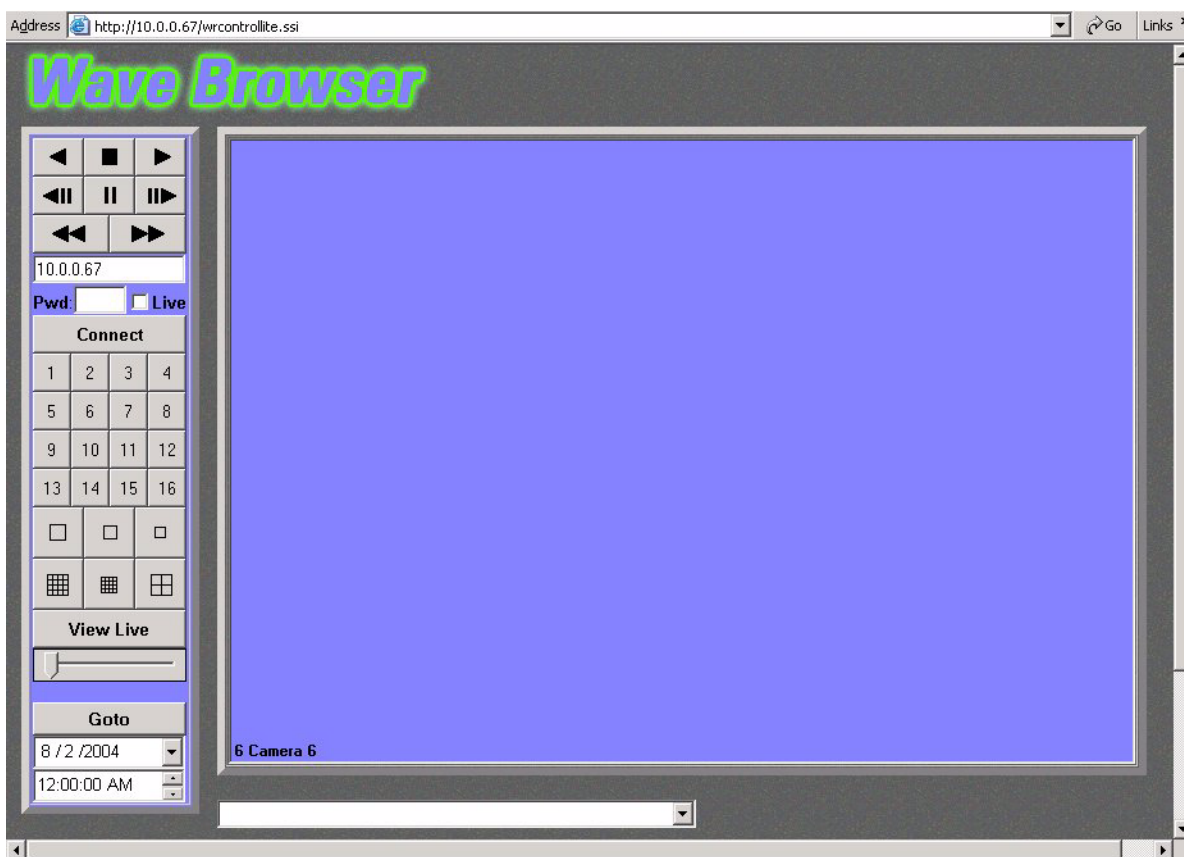 Address http://10.0.0.67/wrcontrollite.ssi Go Links
Wave Browser
10.0.0.67
Pwd: Live
Connect
1 2 3 4
5 6 7 8
9 10 11 12
13 14 15 16
View Live
Goto
8 / 2 /2004
12:00:00 AM
6 Camera 6